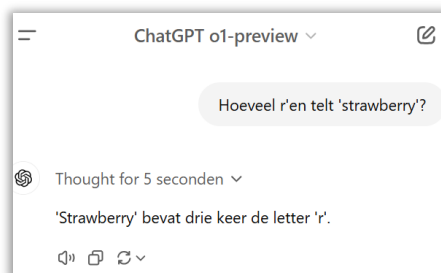 ChatGPT o1-preview
Hoeveel r'en telt 'strawberry'?
Thought for 5 seconden
'Strawberry' bevat drie keer de letter 'r'.